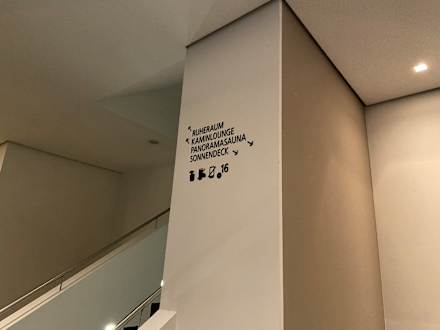 RUHERAUM
KAMINLOUNGE
PANORAMASAUNA
SONNENDECK
16